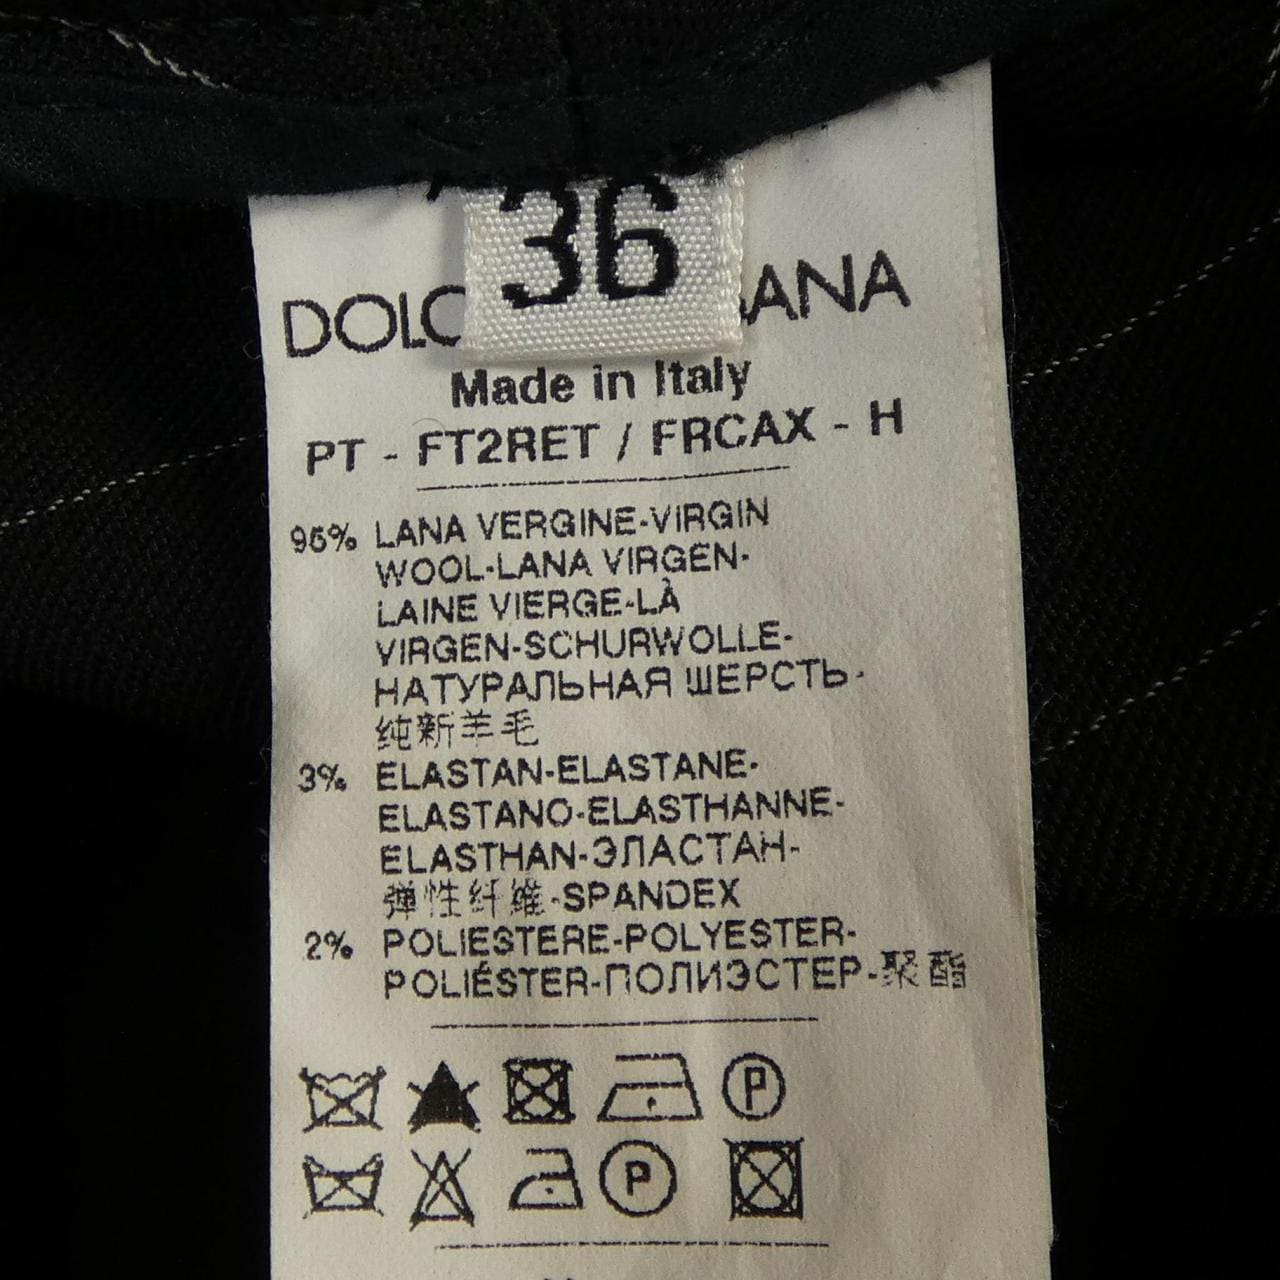 36
DOLC BANA
Made in Italy
PT - FT2RET / FRCAX - H
95% LANA VERGINE-VIRGIN
WOOL-LANA VIRGEN-
LAINE VIERGE-LÀ
VIRGEN-SCHURWOLLE-
НАТУРАЛЬНАЯ ШЕРСТЬ-
纯新羊毛
3% ELASTAN-ELASTANE-
ELASTANO-ELASTHANNE-
ELASTHAN-ЭЛАСТАН-
弹性纤维-SPANDEX
2% POLIESTERE-POLYESTER-
POLIÉSTER-ПОЛИЭСТЕР-聚酯
P
P